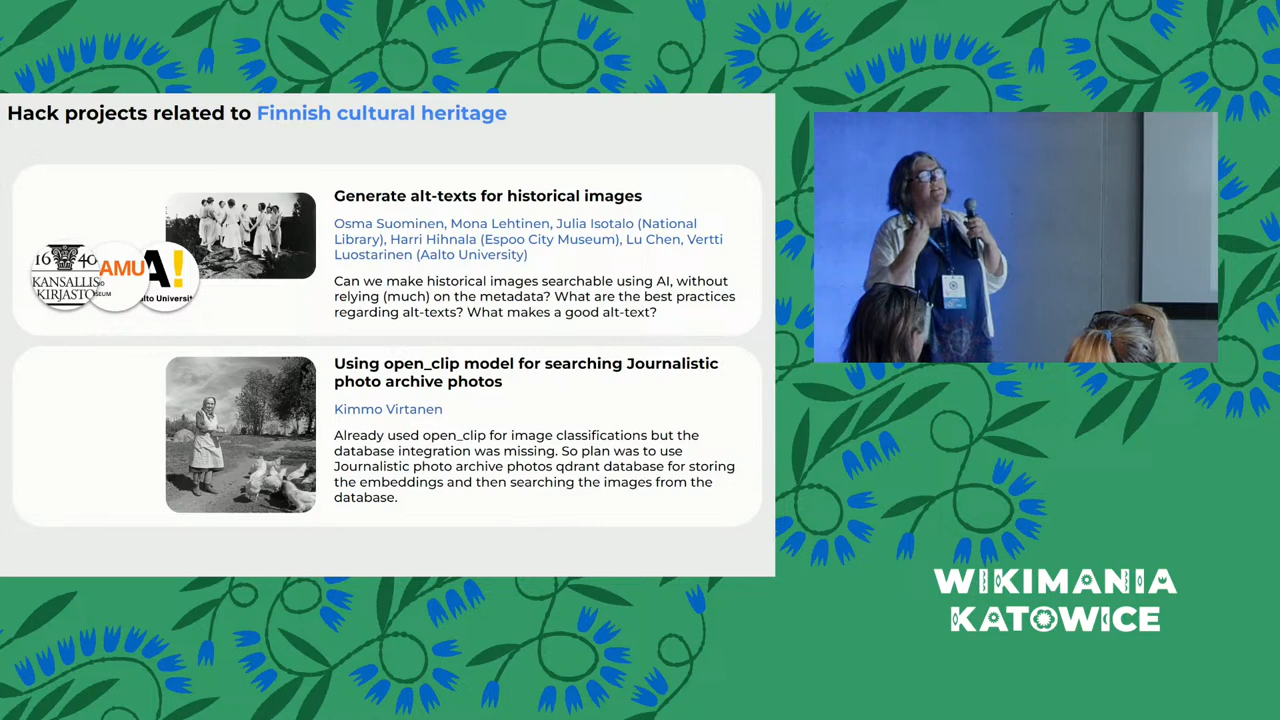 Hack projects related to Finnish cultural heritage
Generate alt-texts for historical images
Osma Suominen, Mona Lehtinen, Julia Isotalo (National
Library), Harri Hihnala (Espoo City Museum), Lu Chen, Vertti
Luostarinen (Aalto University)
Can we make historical images searchable using AI, without
relying (much) on the metadata? What are the best practices
regarding alt-texts? What makes a good alt-text?
1640
KANSALLIS
KIRJASTO
AMU
A!
Using open_clip model for searching Journalistic
photo archive photos
Kimmo Virtanen
Already used open_clip for image classifications but the
database integration was missing. So plan was to use
Journalistic photo archive photos qdrant database for storing
the embeddings and then searching the images from the
database.
WIKIMANIA
KATOWICE